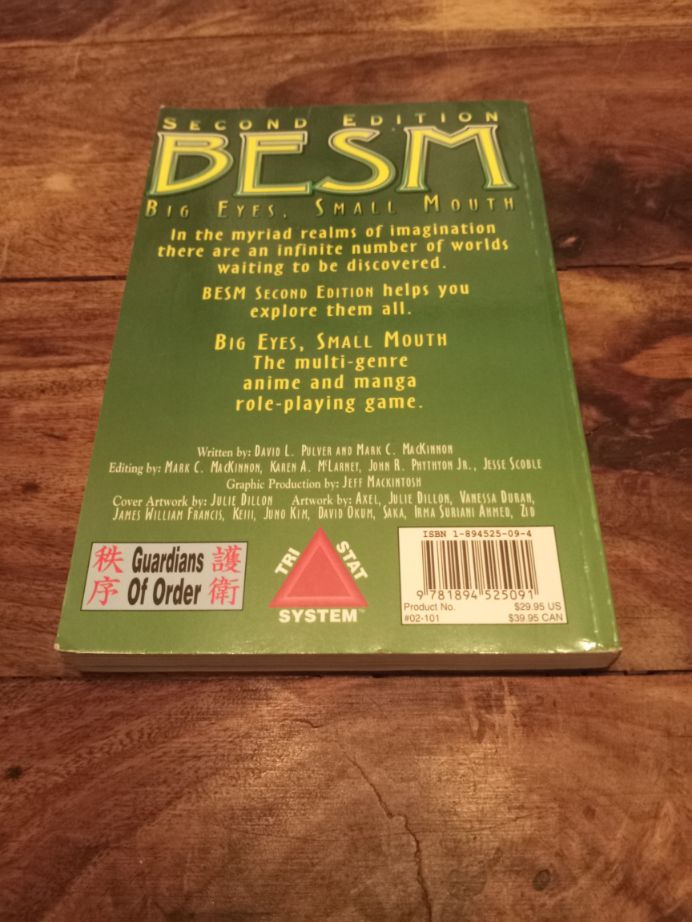 SECOND EDITION
BESM
BIG EYES, SMALL MOUTH
In the myriad realms of imagination
there are an infinite number of worlds
waiting to be discovered.
BESM SECOND EDITION helps you
explore them all.
BIG EYES, SMALL MOUTH
The multi-genre
anime and manga
role-playing game.
Written by: DAVID L. PULVER AND MARK C. MACKINNON
Editing by: MARK C. MACKINNON, KAREN A. MCLARNEY, JOHN R. PHYTHYON JR., JESSE SCOBLE
Graphic Production by: JEFF MACKINTOSH
Cover Artwork by: JULIE DILLON Artwork by: AXEL, JULIE DILLON, VANESSA DURAN,
JAMES WILLIAM FRANCIS, KEIII, JUNO KIM, DAVID OKUM, SAKA, IRMA SURIANI AHMED, ZID
秩序 Guardians Of Order 護衛
TRI STAT
SYSTEM™
ISBN 1-894525-09-4
9 781894 525091
Product No. $29.95 US
#02-101 $39.95 CAN